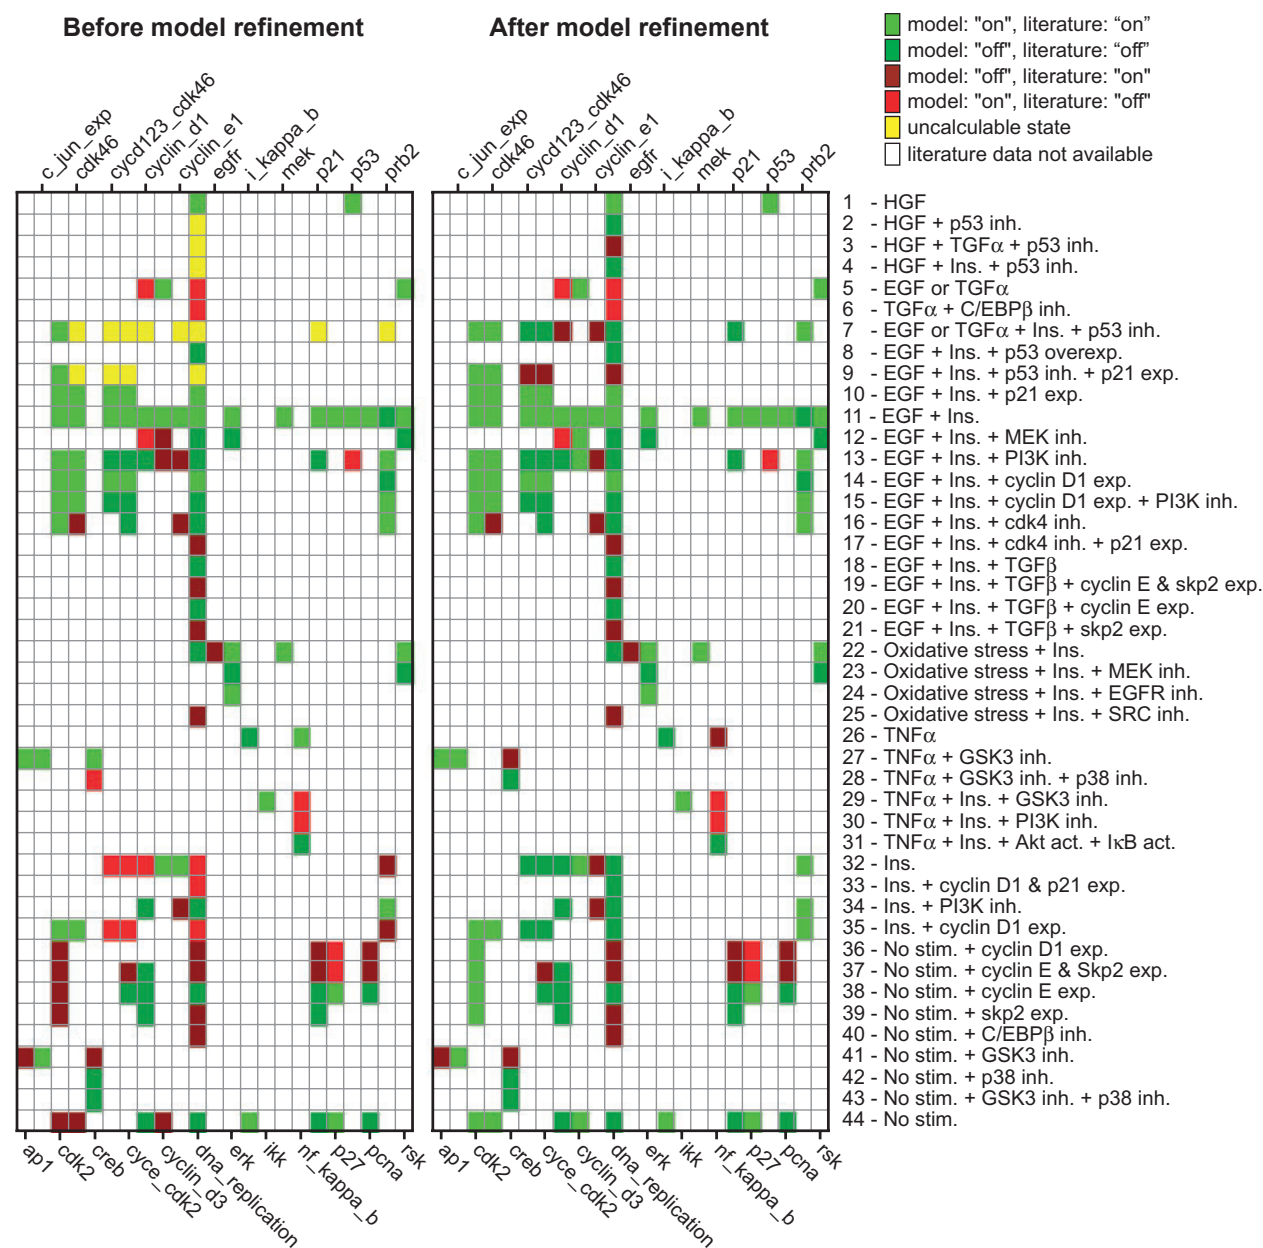 Before model refinement
After model refinement
model: "on", literature: “on”
model: "off", literature: “off”
model: "off", literature: "on"
model: "on", literature: "off"
uncalculable state
literature data not available
c_jun_exp
cdk46
cycd123_cdk46
cyclin_d1
cyclin_e1
egfr
i_kappa_b
mek
p21
p53
prb2
c_jun_exp
cdk46
cycd123_cdk46
cyclin_d1
cyclin_e1
egfr
i_kappa_b
mek
p21
p53
prb2
1 - HGF
2 - HGF + p53 inh.
3 - HGF + TGFα + p53 inh.
4 - HGF + Ins. + p53 inh.
5 - EGF or TGFα
6 - TGFα + C/EBPβ inh.
7 - EGF or TGFα + Ins. + p53 inh.
8 - EGF + Ins. + p53 overexp.
9 - EGF + Ins. + p53 inh. + p21 exp.
10 - EGF + Ins. + p21 exp.
11 - EGF + Ins.
12 - EGF + Ins. + MEK inh.
13 - EGF + Ins. + PI3K inh.
14 - EGF + Ins. + cyclin D1 exp.
15 - EGF + Ins. + cyclin D1 exp. + PI3K inh.
16 - EGF + Ins. + cdk4 inh.
17 - EGF + Ins. + cdk4 inh. + p21 exp.
18 - EGF + Ins. + TGFβ
19 - EGF + Ins. + TGFβ + cyclin E & skp2 exp.
20 - EGF + Ins. + TGFβ + cyclin E exp.
21 - EGF + Ins. + TGFβ + skp2 exp.
22 - Oxidative stress + Ins.
23 - Oxidative stress + Ins. + MEK inh.
24 - Oxidative stress + Ins. + EGFR inh.
25 - Oxidative stress + Ins. + SRC inh.
26 - TNFα
27 - TNFα + GSK3 inh.
28 - TNFα + GSK3 inh. + p38 inh.
29 - TNFα + Ins. + GSK3 inh.
30 - TNFα + Ins. + PI3K inh.
31 - TNFα + Ins. + Akt act. + IκB act.
32 - Ins.
33 - Ins. + cyclin D1 & p21 exp.
34 - Ins. + PI3K inh.
35 - Ins. + cyclin D1 exp.
36 - No stim. + cyclin D1 exp.
37 - No stim. + cyclin E & Skp2 exp.
38 - No stim. + cyclin E exp.
39 - No stim. + skp2 exp.
40 - No stim. + C/EBPβ inh.
41 - No stim. + GSK3 inh.
42 - No stim. + p38 inh.
43 - No stim. + GSK3 inh. + p38 inh.
44 - No stim.
ap1
cdk2
creb
cyce_cdk2
cyclin_d3
dna_replication
erk
ikk
nf_kappa_b
p27
pcna
rsk
ap1
cdk2
creb
cyce_cdk2
cyclin_d3
dna_replication
erk
ikk
nf_kappa_b
p27
pcna
rsk